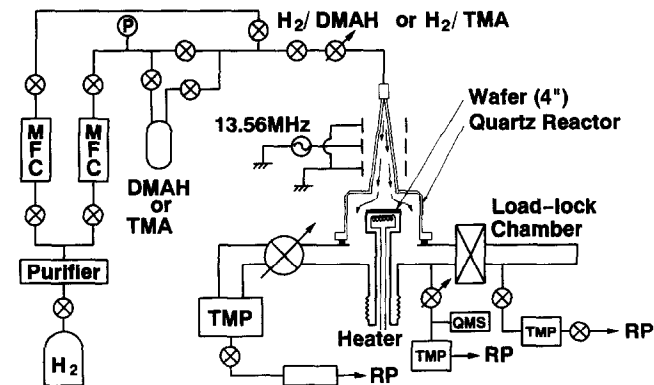 P
H2/ DMAH or H2/ TMA
Wafer (4")
Quartz Reactor
13.56MHz
MFC
MFC
DMAH
or
TMA
Load-lock
Chamber
Purifier
TMP
Heater
QMS
TMP
RP
TMP
RP
H2
RP